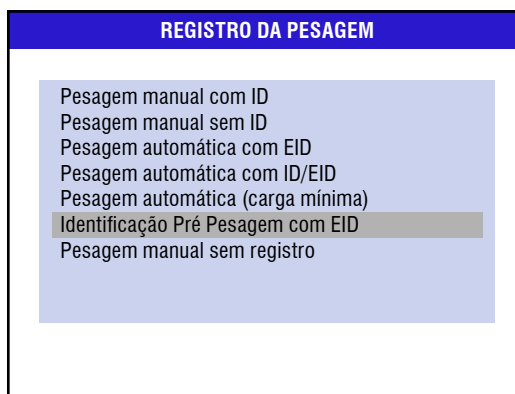 REGISTRO DA PESAGEM
Pesagem manual com ID
Pesagem manual sem ID
Pesagem automática com EID
Pesagem automática com ID/EID
Pesagem automática (carga mínima)
Identificação Pré Pesagem com EID
Pesagem manual sem registro